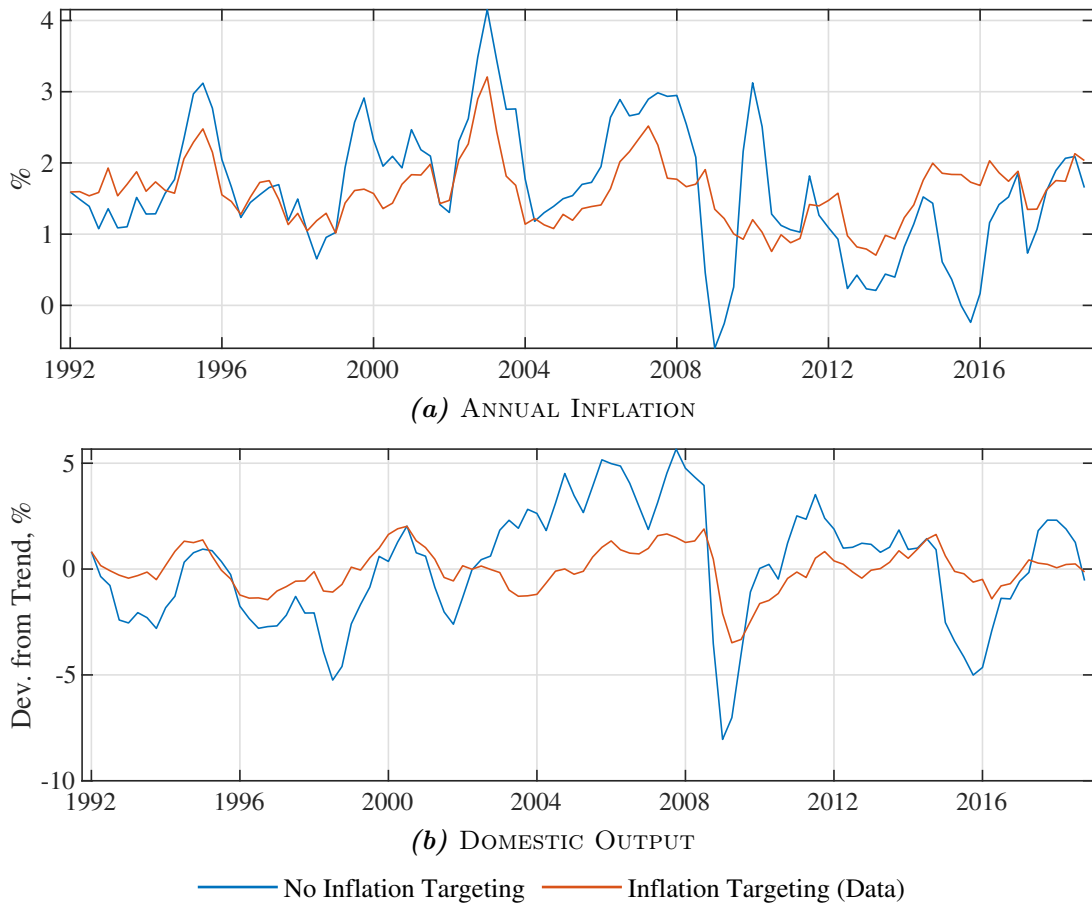 4
3
2
1
0
%
1992 1996 2000 2004 2008 2012 2016
(a) ANNUAL INFLATION
5
0
-5
-10
Dev. from Trend, %
1992 1996 2000 2004 2008 2012 2016
(b) DOMESTIC OUTPUT
No Inflation Targeting Inflation Targeting (Data)